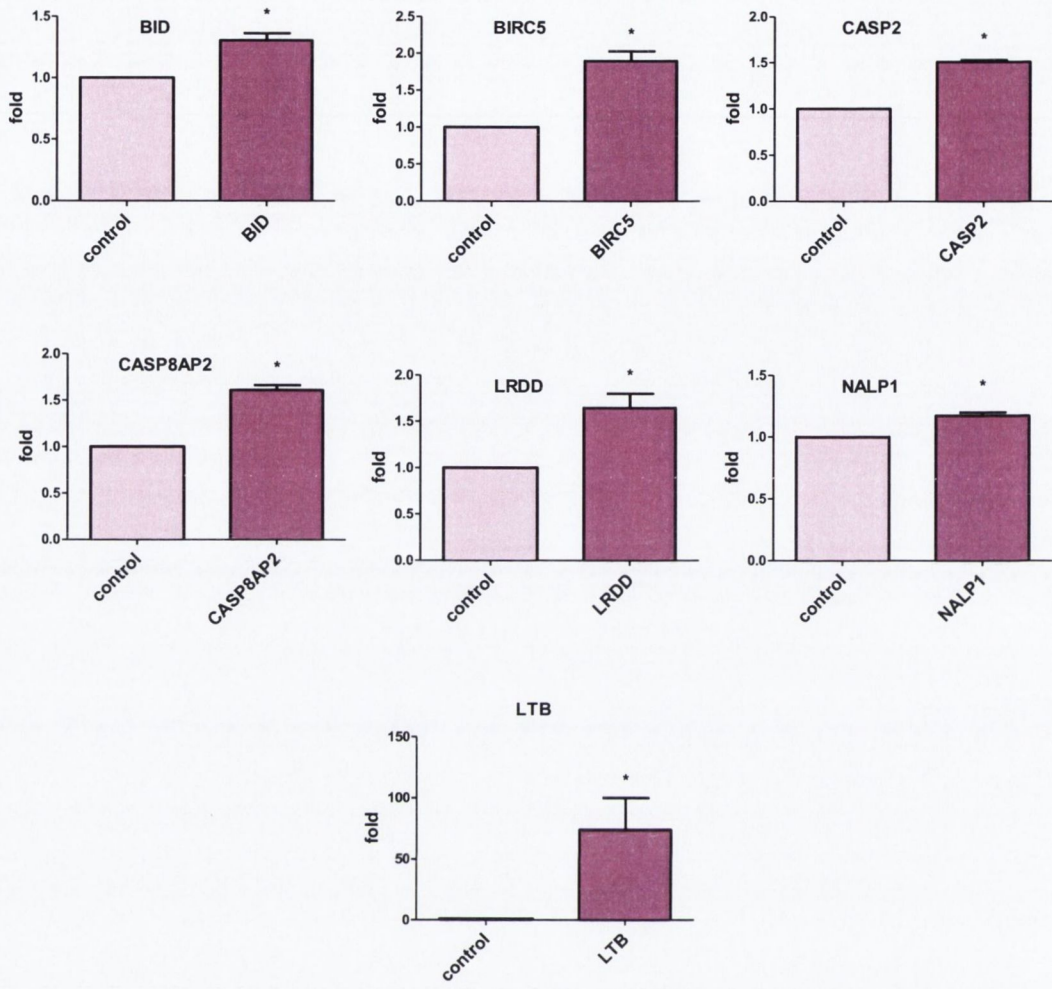 BID
*
fold
1.5
1.0
0.5
0.0
control
BID
BIRC5
*
fold
2.5
2.0
1.5
1.0
0.5
0.0
control
BIRC5
CASP2
*
fold
2.0
1.5
1.0
0.5
0.0
control
CASP2
CASP8AP2
*
fold
2.0
1.5
1.0
0.5
0.0
control
CASP8AP2
LRDD
*
fold
2.0
1.5
1.0
0.5
0.0
control
LRDD
NALP1
*
fold
1.5
1.0
0.5
0.0
control
NALP1
LTB
*
fold
150
100
50
0
control
LTB